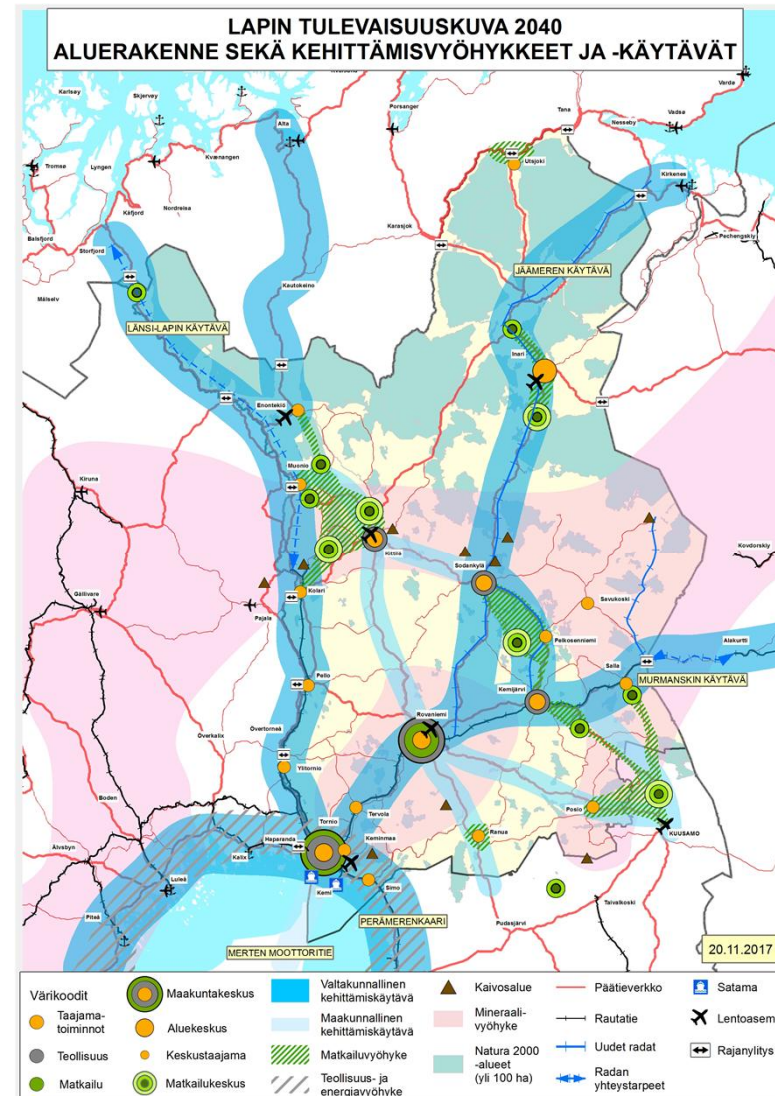 LAPIN TULEVAISUUSKUVA 2040
ALUERAKENNE SEKÄ KEHITTÄMISVYÖHYKKEET JA -KÄYTÄVÄT
Karlsøy
Skjervøy
Alta
Porsanger
Tana
Nesseby
Vadsø
Vardø
Tromsø
Lyngen
Kvænangen
Utsjoki
Kirkenes
Balsfjord
Kåfjord
Nordreisa
Storfjord
Karasjok
Pechengskiy
Målselv
Kautokeino
JÄÄMEREN KÄYTÄVÄ
LÄNSI-LAPIN KÄYTÄVÄ
Inari
Enontekiö
Muonio
Kiruna
Kittilä
Sodankylä
Kovdorskiy
Gällivare
Kolari
Savukoski
Pajala
Pelkosenniemi
Alakurtti
Salla
Pello
Kemijärvi
MURMANSKIN KÄYTÄVÄ
Rovaniemi
Överkalix
Övertorneå
Ylitornio
Boden
Tervola
Posio
Tornio
Ranua
KUUSAMO
Älvsbyn
Haparanda
Keminmaa
Kalix
Luleå
Kemi
Simo
Taivalkoski
Piteå
PERÄMERENKAARI
Pudasjärvi
MERTEN MOOTTORITIE
20.11.2017
Värikoodit
Taajama-
toiminnot
Teollisuus
Matkailu
Maakuntakeskus
Aluekeskus
Keskustaajama
Matkailukeskus
Valtakunnallinen
kehittämiskäytävä
Maakunnallinen
kehittämiskäytävä
Matkailuvyöhyke
Teollisuus- ja
energiavyöhyke
Kaivosalue
Mineraali-
vyöhyke
Natura 2000
-alueet
(yli 100 ha)
Päätieverkko
Rautatie
Uudet radat
Radan
yhteystarpeet
Satama
Lentoasem
Rajanylitys